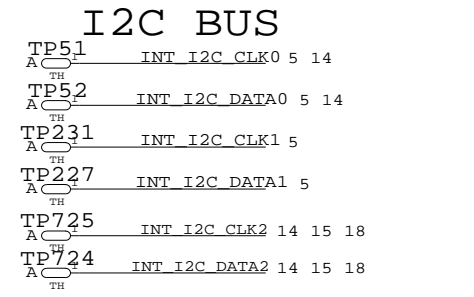 I2C BUS
TP51
A 1 INT_I2C_CLK0 5 14
TH
TP52
A 1 INT_I2C_DATA0 5 14
TH
TP231
A 1 INT_I2C_CLK1 5
TH
TP227
A 1 INT_I2C_DATA1 5
TH
TP725
A 1 INT_I2C_CLK2 14 15 18
TH
TP724
A 1 INT_I2C_DATA2 14 15 18
TH